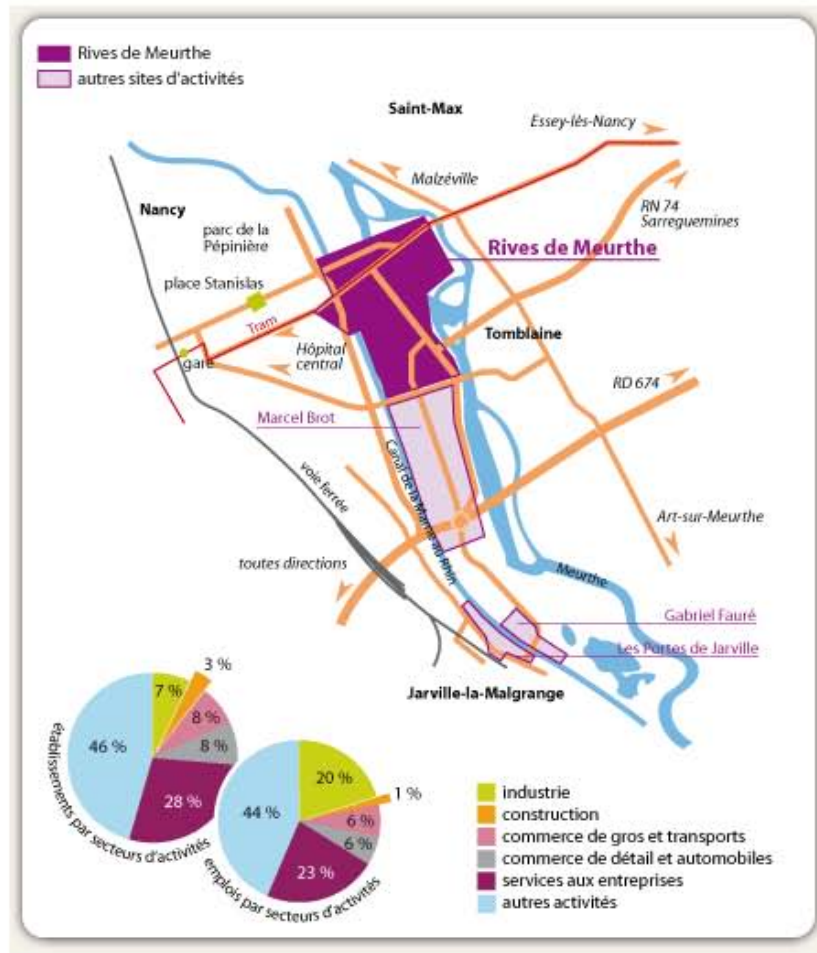 Rives de Meurthe
autres sites d'activités
Saint-Max
Essey-lès-Nancy
Malzéville
Nancy
RN 74
Sarreguemines
parc de la
Pépinière
Rives de Meurthe
place Stanislas
Tram
Tomblaine
Hôpital
central
gare
RD 674
Marcel Brot
Canal de la Marne au Rhin
voie ferrée
Art-sur-Meurthe
toutes directions
Meurthe
Gabriel Fauré
Les Portes de Jarville
Jarville-la-Malgrange
3 %
7 %
8 %
8 %
46 %
28 %
établissements par secteurs d'activités
20 %
1 %
44 %
6 %
6 %
23 %
emplois par secteurs d'activités
industrie
construction
commerce de gros et transports
commerce de détail et automobiles
services aux entreprises
autres activités